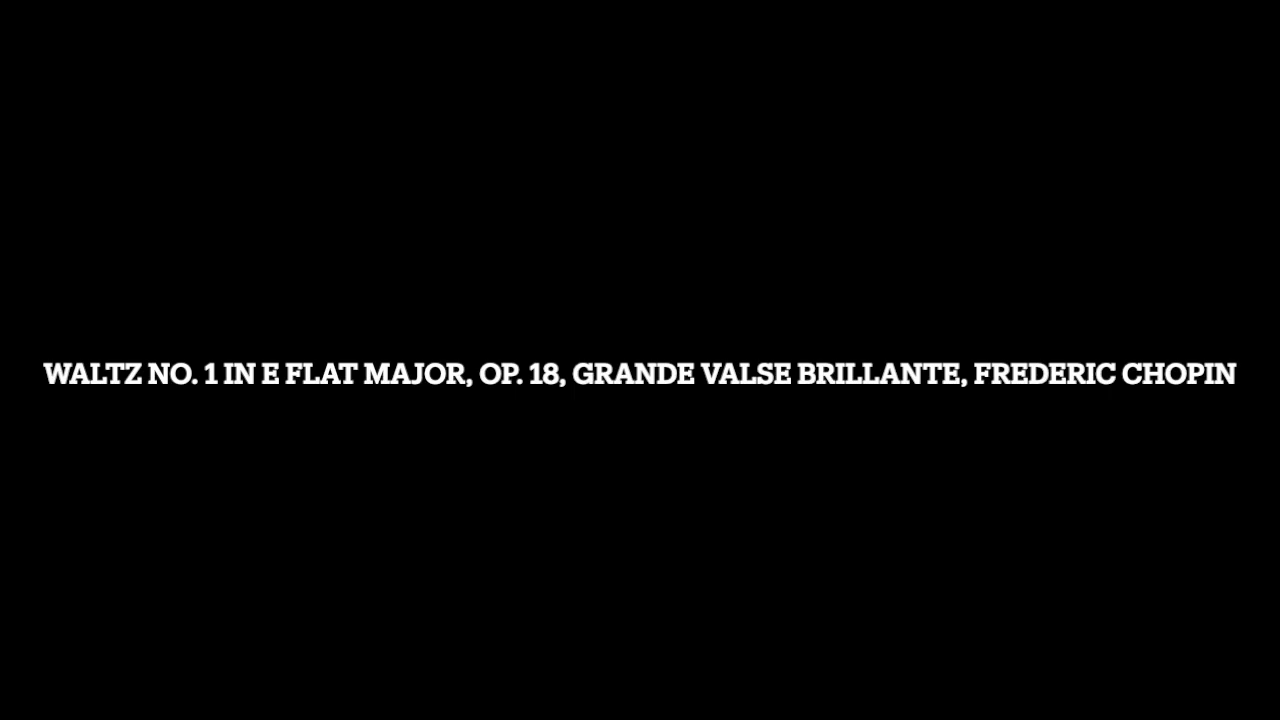 WALTZ NO. 1 IN E FLAT MAJOR, OP. 18, GRANDE VALSE BRILLANTE, FREDERIC CHOPIN